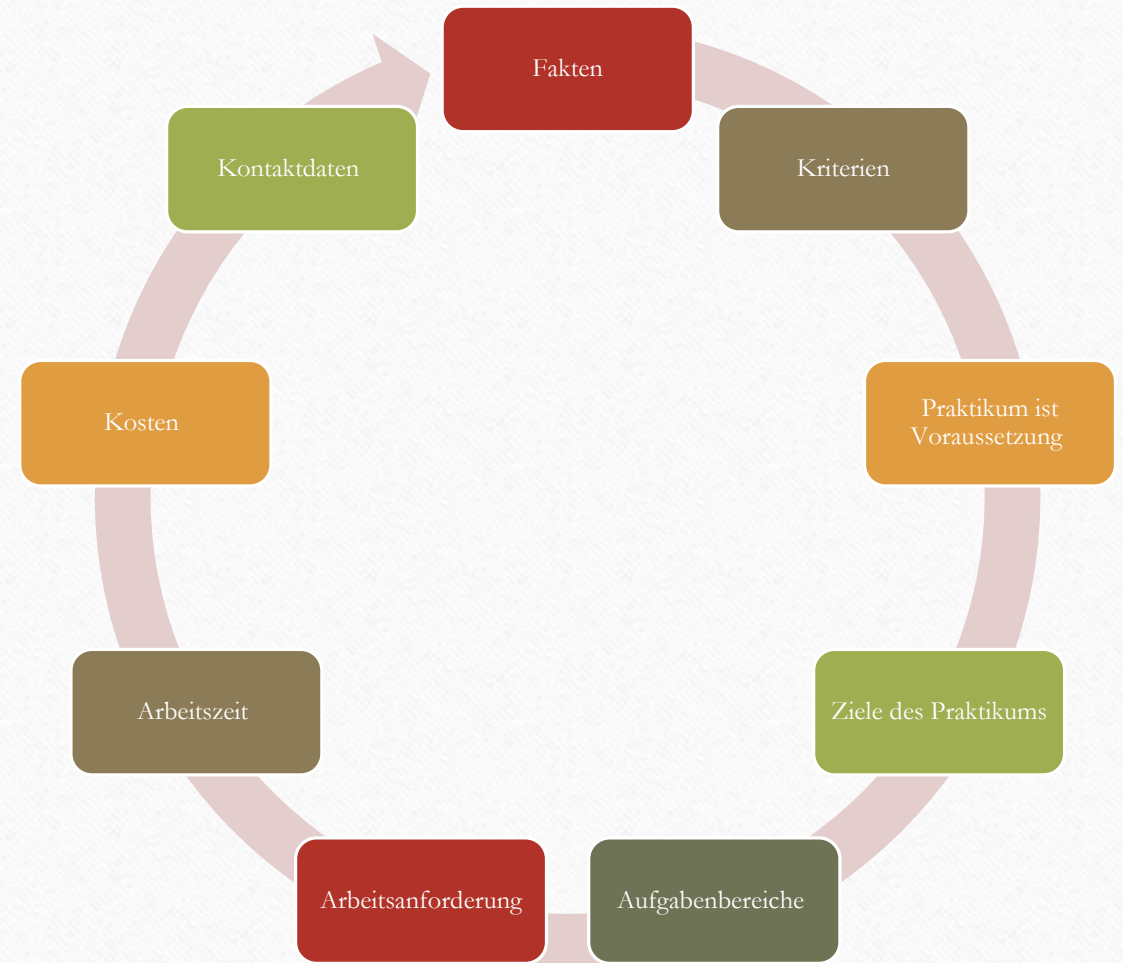 Fakten
Kriterien
Praktikum ist
Voraussetzung
Ziele des Praktikums
Aufgabenbereiche
Arbeitsanforderung
Arbeitszeit
Kosten
Kontaktdaten